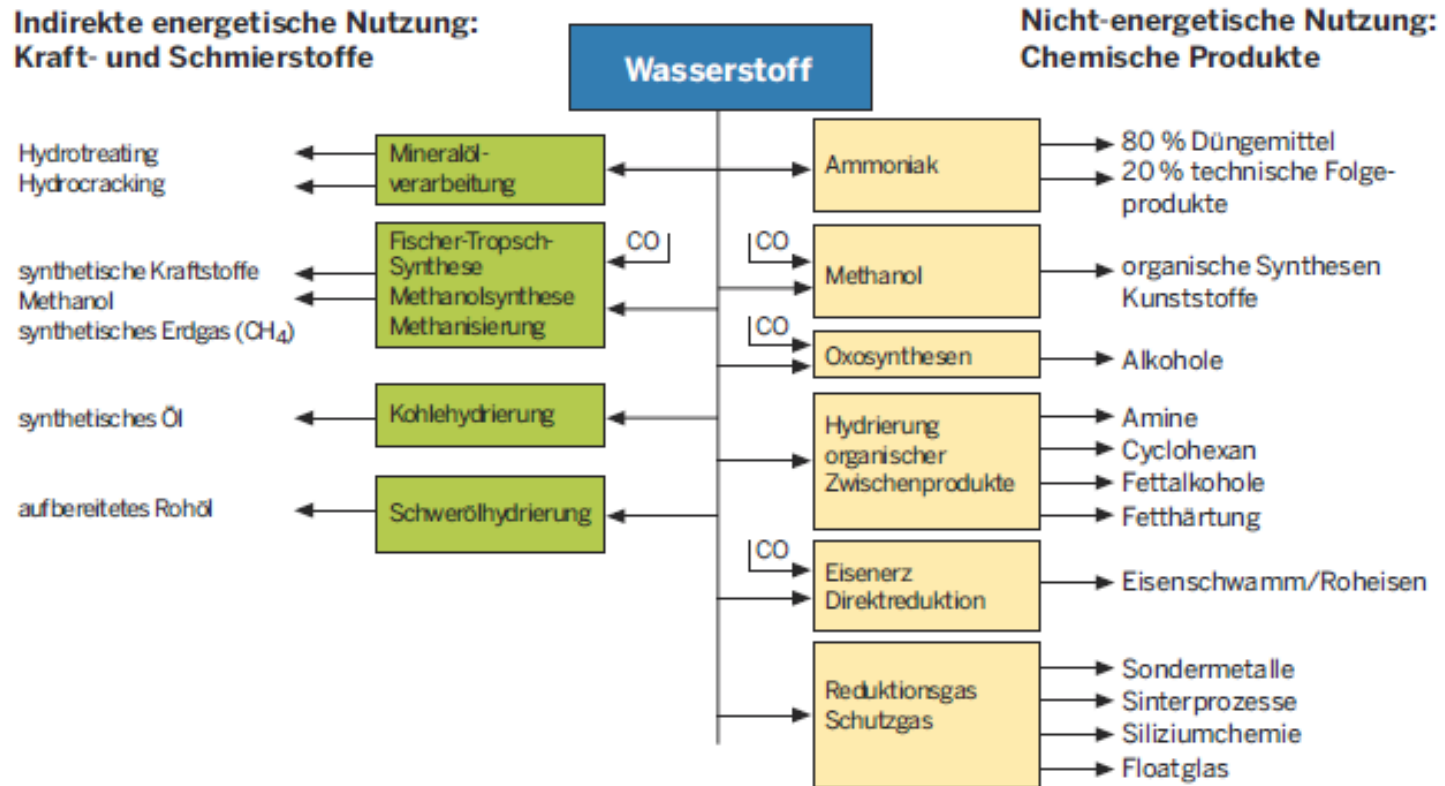 Indirekte energetische Nutzung:
Kraft- und Schmierstoffe
Wasserstoff
Nicht-energetische Nutzung:
Chemische Produkte
Hydrotreating
Hydrocracking
Mineralöl-
verarbeitung
synthetische Kraftstoffe
Methanol
synthetisches Erdgas (CH₄)
Fischer-Tropsch-
Synthese
Methanolsynthese
Methanisierung
CO
synthetisches Öl
Kohlehydrierung
aufbereitetes Rohöl
Schwerölhydrierung
Ammoniak
80 % Düngemittel
20 % technische Folge-
produkte
CO
Methanol
organische Synthesen
Kunststoffe
CO
Oxosynthesen
Alkohole
Hydrierung
organischer
Zwischenprodukte
Amine
Cyclohexan
Fettalkohole
Fetthärtung
CO
Eisenerz
Direktreduktion
Eisenschwamm/Roheisen
Reduktionsgas
Schutzgas
Sondermetalle
Sinterprozesse
Siliziumchemie
Floatglas